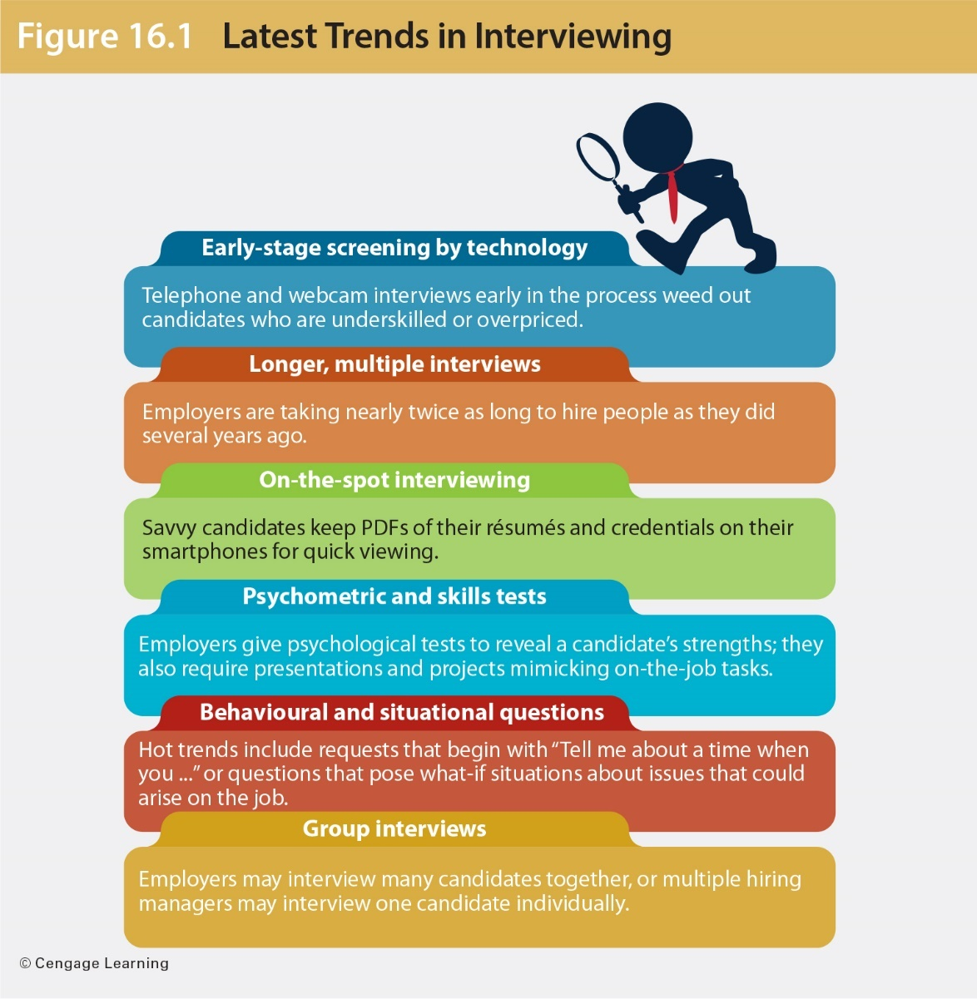 Figure 16.1 Latest Trends in Interviewing
Early-stage screening by technology
Telephone and webcam interviews early in the process weed out
candidates who are underskilled or overpriced.
Longer, multiple interviews
Employers are taking nearly twice as long to hire people as they did
several years ago.
On-the-spot interviewing
Savvy candidates keep PDFs of their résumés and credentials on their
smartphones for quick viewing.
Psychometric and skills tests
Employers give psychological tests to reveal a candidate’s strengths; they
also require presentations and projects mimicking on-the-job tasks.
Behavioural and situational questions
Hot trends include requests that begin with “Tell me about a time when
you ...” or questions that pose what-if situations about issues that could
arise on the job.
Group interviews
Employers may interview many candidates together, or multiple hiring
managers may interview one candidate individually.
© Cengage Learning